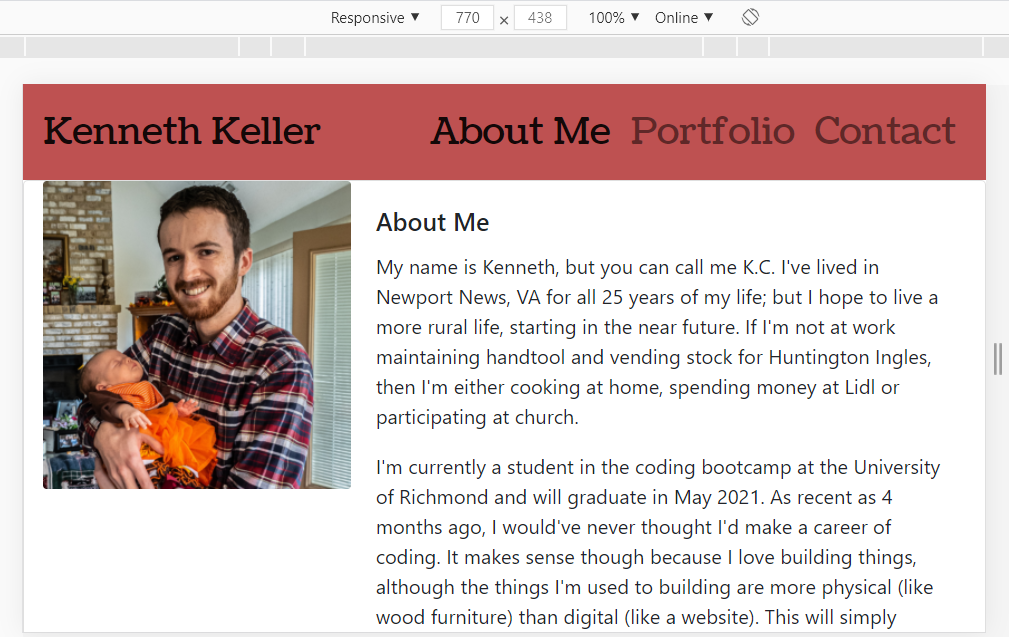 Responsive ▼ 770 × 438 100% ▼ Online ▼
Kenneth Keller About Me Portfolio Contact
About Me
My name is Kenneth, but you can call me K.C. I've lived in
Newport News, VA for all 25 years of my life; but I hope to live a
more rural life, starting in the near future. If I'm not at work
maintaining handtool and vending stock for Huntington Ingles,
then I'm either cooking at home, spending money at Lidl or
participating at church.
I'm currently a student in the coding bootcamp at the University
of Richmond and will graduate in May 2021. As recent as 4
months ago, I would've never thought I'd make a career of
coding. It makes sense though because I love building things,
although the things I'm used to building are more physical (like
wood furniture) than digital (like a website). This will simply